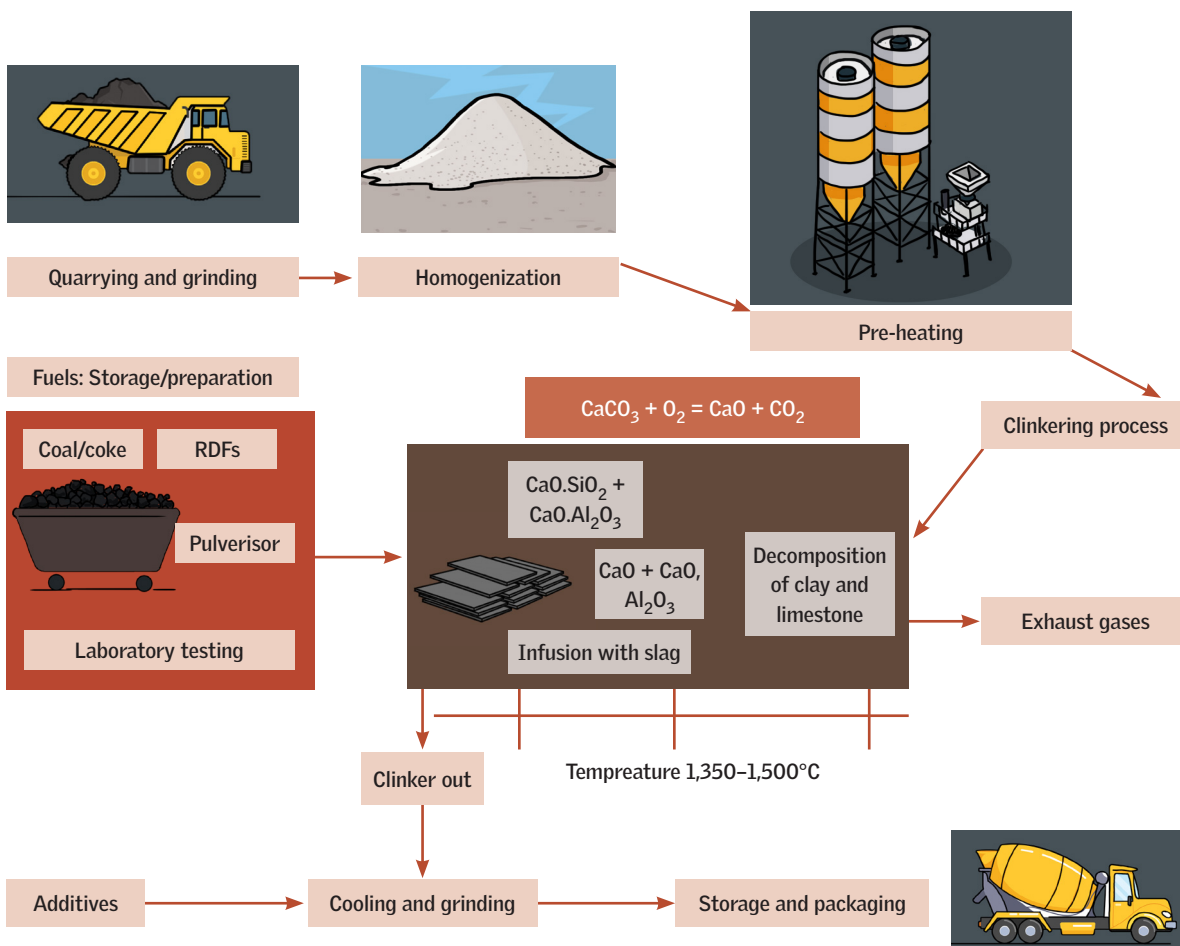 Quarrying and grinding
Homogenization
Pre-heating
Fuels: Storage/preparation
Coal/coke
RDFs
Pulverisor
Laboratory testing
CaCO₃ + O₂ = CaO + CO₂
Clinkering process
CaO.SiO₂ +
CaO.Al₂O₃
CaO + CaO,
Al₂O₃
Infusion with slag
Decomposition
of clay and
limestone
Exhaust gases
Clinker out
Tempreature 1,350–1,500°C
Additives
Cooling and grinding
Storage and packaging